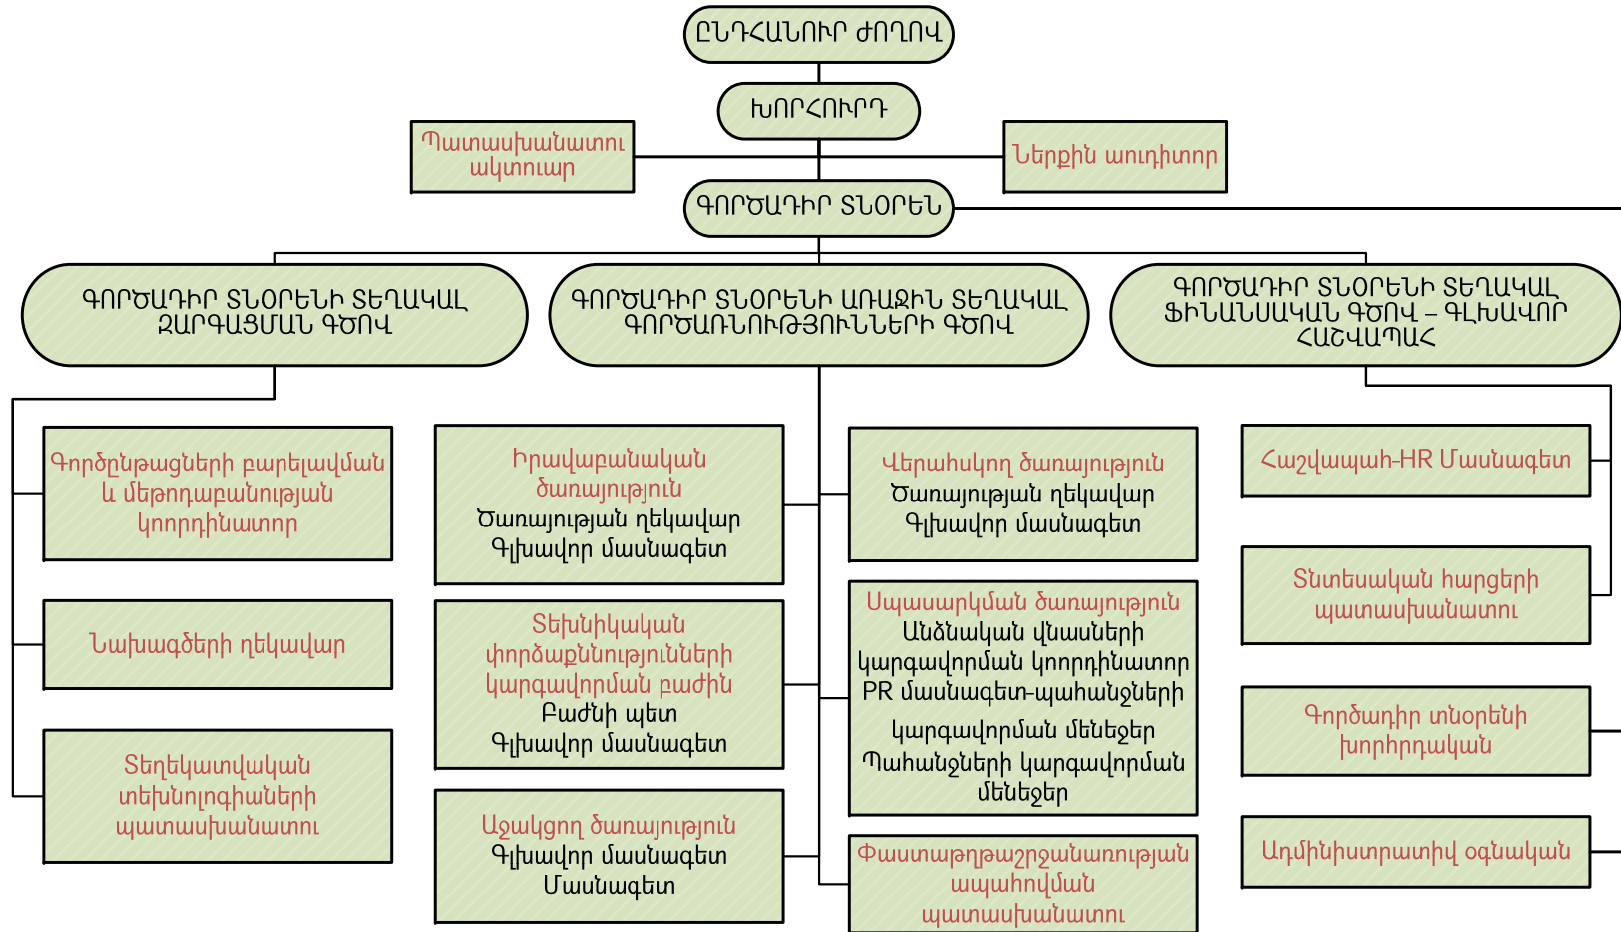 ԸՆԴՀԱՆՈՒՐ ԺՈՂՈՎ
ԽՈՐՀՈՒՐԴ
Պատասխանատու
ակտուար
Ներքին աուդիտոր
ԳՈՐԾԱԴԻՐ ՏՆՕՐԵՆ
ԳՈՐԾԱԴԻՐ ՏՆՕՐԵՆԻ ՏԵՂԱԿԱԼ
ԶԱՐԳԱՑՄԱՆ ԳԾՈՎ
ԳՈՐԾԱԴԻՐ ՏՆՕՐԵՆԻ ԱՌԱՋԻՆ ՏԵՂԱԿԱԼ
ԳՈՐԾԱՌՆՈՒԹՅՈՒՆՆԵՐԻ ԳԾՈՎ
ԳՈՐԾԱԴԻՐ ՏՆՕՐԵՆԻ ՏԵՂԱԿԱԼ
ՖԻՆԱՆՍԱԿԱՆ ԳԾՈՎ – ԳԼԽԱՎՈՐ
ՀԱՇՎԱՊԱՀ
Գործընթացների բարելավման
և մեթոդաբանության
կոորդինատոր
Նախագծերի ղեկավար
Տեղեկատվական
տեխնոլոգիաների
պատասխանատու
Իրավաբանական
ծառայություն
Ծառայության ղեկավար
Գլխավոր մասնագետ
Տեխնիկական
փորձաքննությունների
կարգավորման բաժին
Բաժնի պետ
Գլխավոր մասնագետ
Աջակցող ծառայություն
Գլխավոր մասնագետ
Մասնագետ
Վերահսկող ծառայություն
Ծառայության ղեկավար
Գլխավոր մասնագետ
Սպասարկման ծառայություն
Անձնական վնասների
կարգավորման կոորդինատոր
PR մասնագետ-պահանջների
կարգավորման մենեջեր
Պահանջների կարգավորման
մենեջեր
Փաստաթղթաշրջանառության
ապահովման
պատասխանատու
Հաշվապահ-HR Մասնագետ
Տնտեսական հարցերի
պատասխանատու
Գործադիր տնօրենի
խորհրդական
Ադմինիստրատիվ օգնական